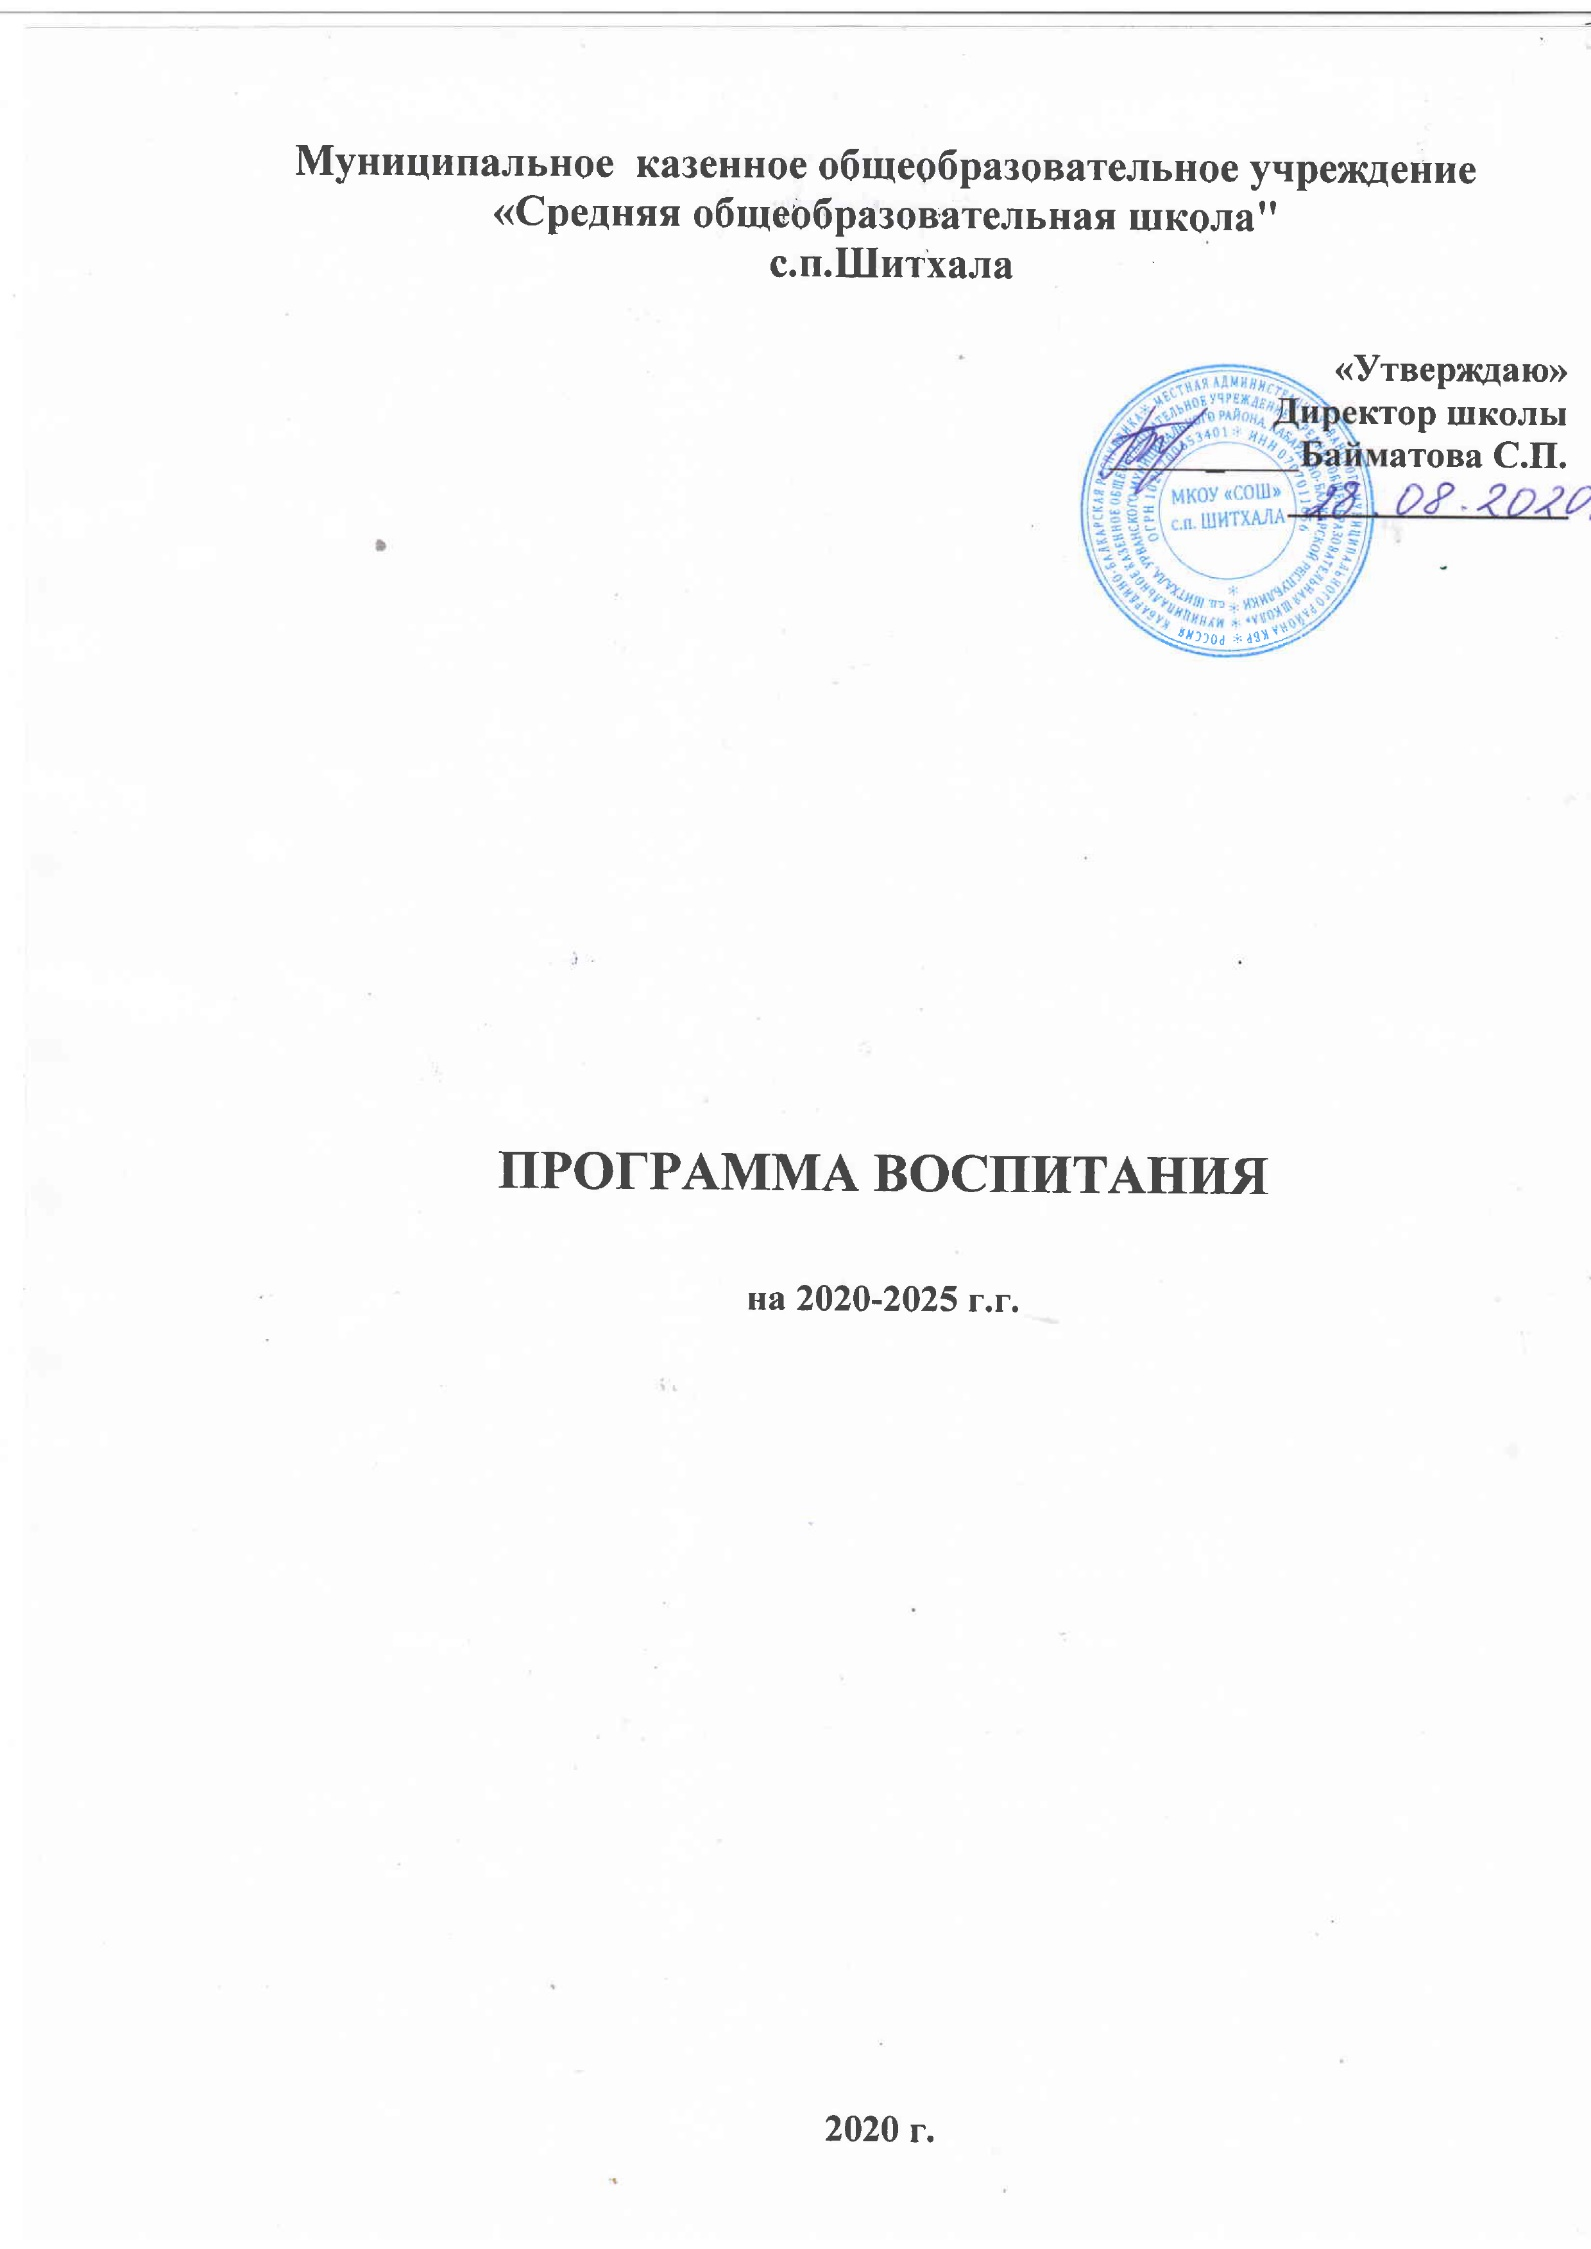 Муниципальное казенное общеобразовательное учреждение
«Средняя общеобразовательная школа"
с.п.Шитхала
«Утверждаю»
Директор школы
Байматова С.П.
28.08.2020.
МКОУ «СОШ»
с.п. ШИТХАЛА
ПРОГРАММА ВОСПИТАНИЯ
на 2020-2025 г.г.
2020 г.